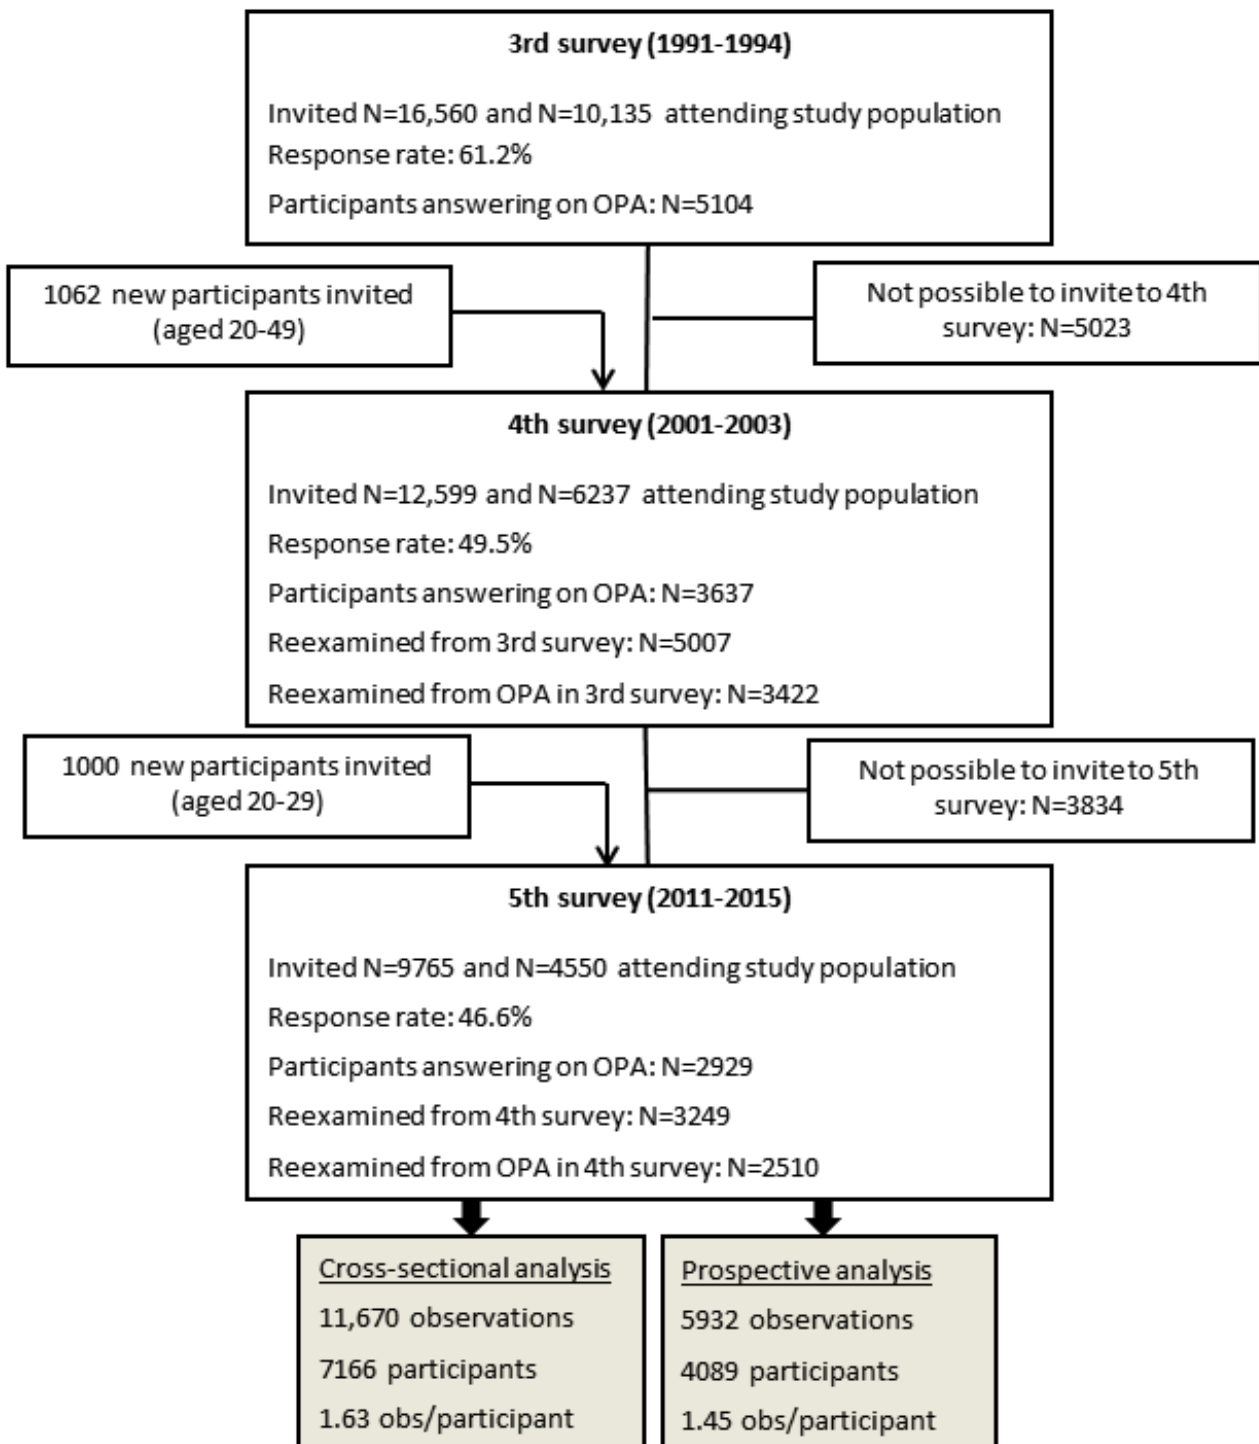 3rd survey (1991-1994)
Invited N=16,560 and N=10,135 attending study population
Response rate: 61.2%
Participants answering on OPA: N=5104
1062 new participants invited
(aged 20-49)
Not possible to invite to 4th
survey: N=5023
4th survey (2001-2003)
Invited N=12,599 and N=6237 attending study population
Response rate: 49.5%
Participants answering on OPA: N=3637
Reexamined from 3rd survey: N=5007
Reexamined from OPA in 3rd survey: N=3422
1000 new participants invited
(aged 20-29)
Not possible to invite to 5th
survey: N=3834
5th survey (2011-2015)
Invited N=9765 and N=4550 attending study population
Response rate: 46.6%
Participants answering on OPA: N=2929
Reexamined from 4th survey: N=3249
Reexamined from OPA in 4th survey: N=2510
Cross-sectional analysis
11,670 observations
7166 participants
1.63 obs/participant
Prospective analysis
5932 observations
4089 participants
1.45 obs/participant